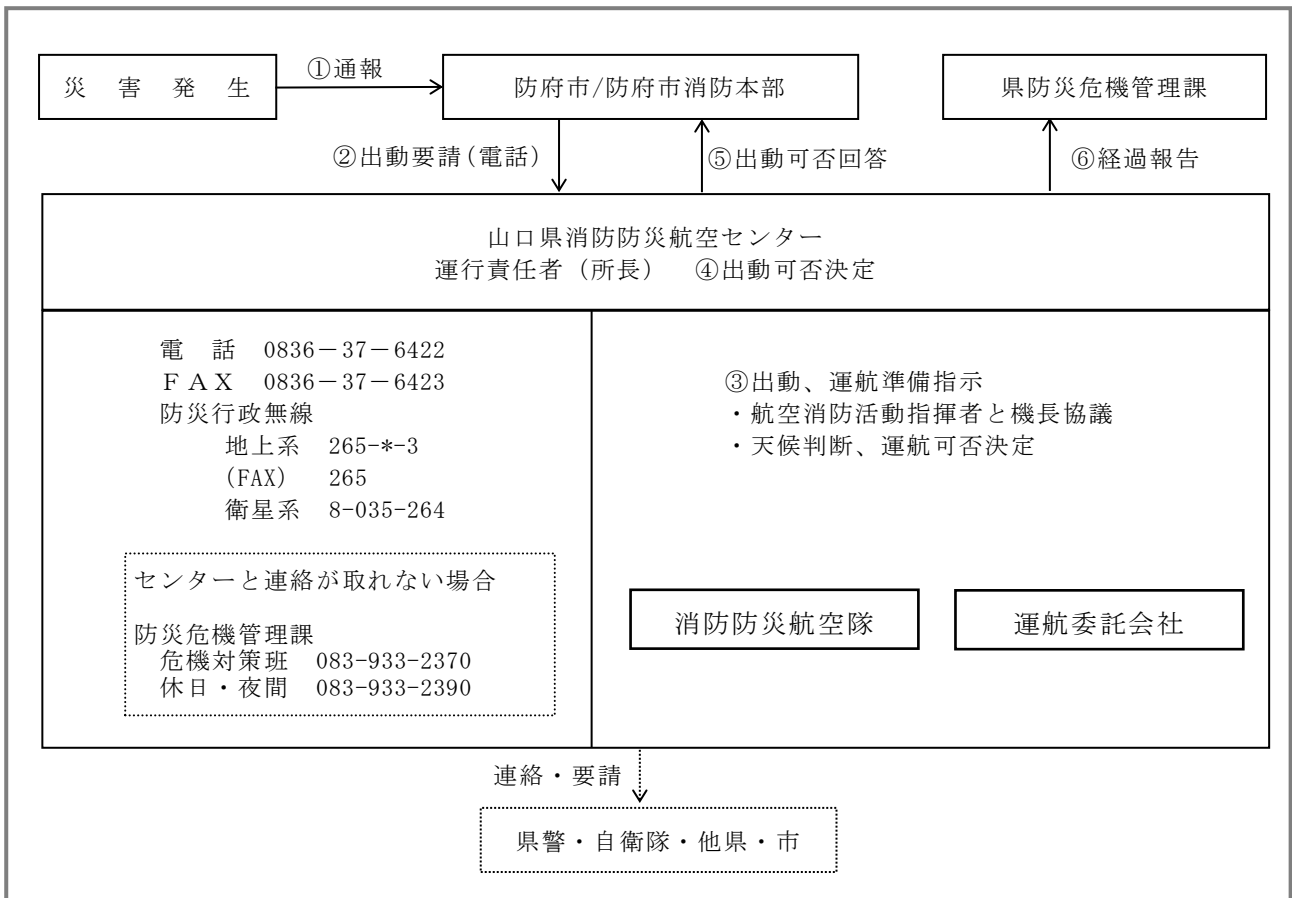 災　害　発　生
①通報
防府市/防府市消防本部
県防災危機管理課
②出動要請(電話)
⑤出動可否回答
⑥経過報告
山口県消防防災航空センター
運行責任者（所長）　④出動可否決定
電　話　0836－37－6422
ＦＡＸ　0836－37－6423
防災行政無線
地上系　265-*-3
(FAX)　265
衛星系　8-035-264
センターと連絡が取れない場合
防災危機管理課
危機対策班　083-933-2370
休日・夜間　083-933-2390
③出動、運航準備指示
・航空消防活動指揮者と機長協議
・天候判断、運航可否決定
消防防災航空隊
運航委託会社
連絡・要請
県警・自衛隊・他県・市